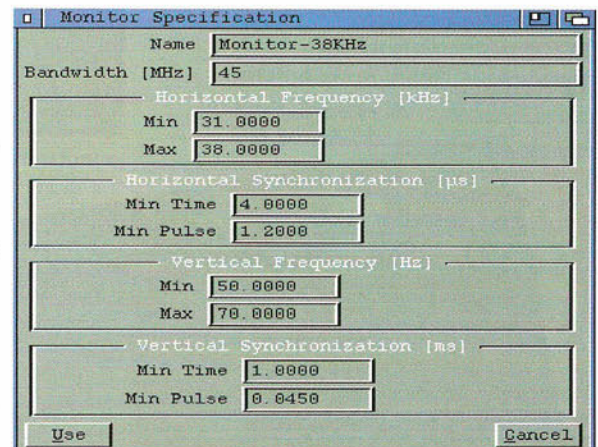 Monitor Specification
Name Monitor-38KHz
Bandwidth [MHz] 45
Horizontal Frequency [kHz]
Min 31.0000
Max 38.0000
Horizontal Synchronization [µs]
Min Time 4.0000
Min Pulse 1.2000
Vertical Frequency [Hz]
Min 50.0000
Max 70.0000
Vertical Synchronization [ms]
Min Time 1.0000
Min Pulse 0.0450
Use Cancel